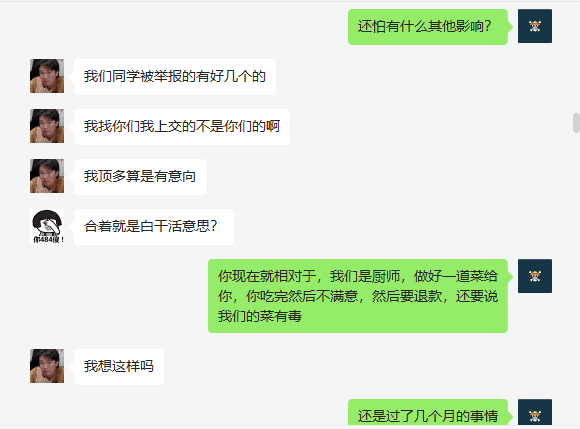 还怕有什么其他影响？
我们同学被举报的有好几个的
我找你们我上交的不是你们的啊
我顶多算是有意向
合着就是白干活意思？
你484傻！
你现在就相对于，我们是厨师，做好一道菜给
你，你吃完然后不满意，然后要退款，还要说
我们的菜有毒
我想这样吗
还是过了几个月的事情